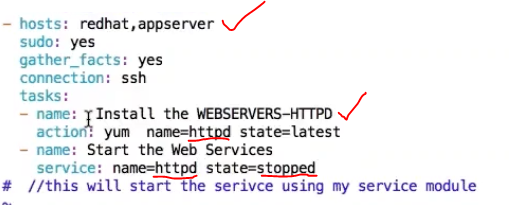 - hosts: redhat,appserver
sudo: yes
gather_facts: yes
connection: ssh
tasks:
- name: Install the WEBSERVERS-HTTPD
action: yum name=httpd state=latest
- name: Start the Web Services
service: name=httpd state=stopped
# //this will start the serivce using my service module
~